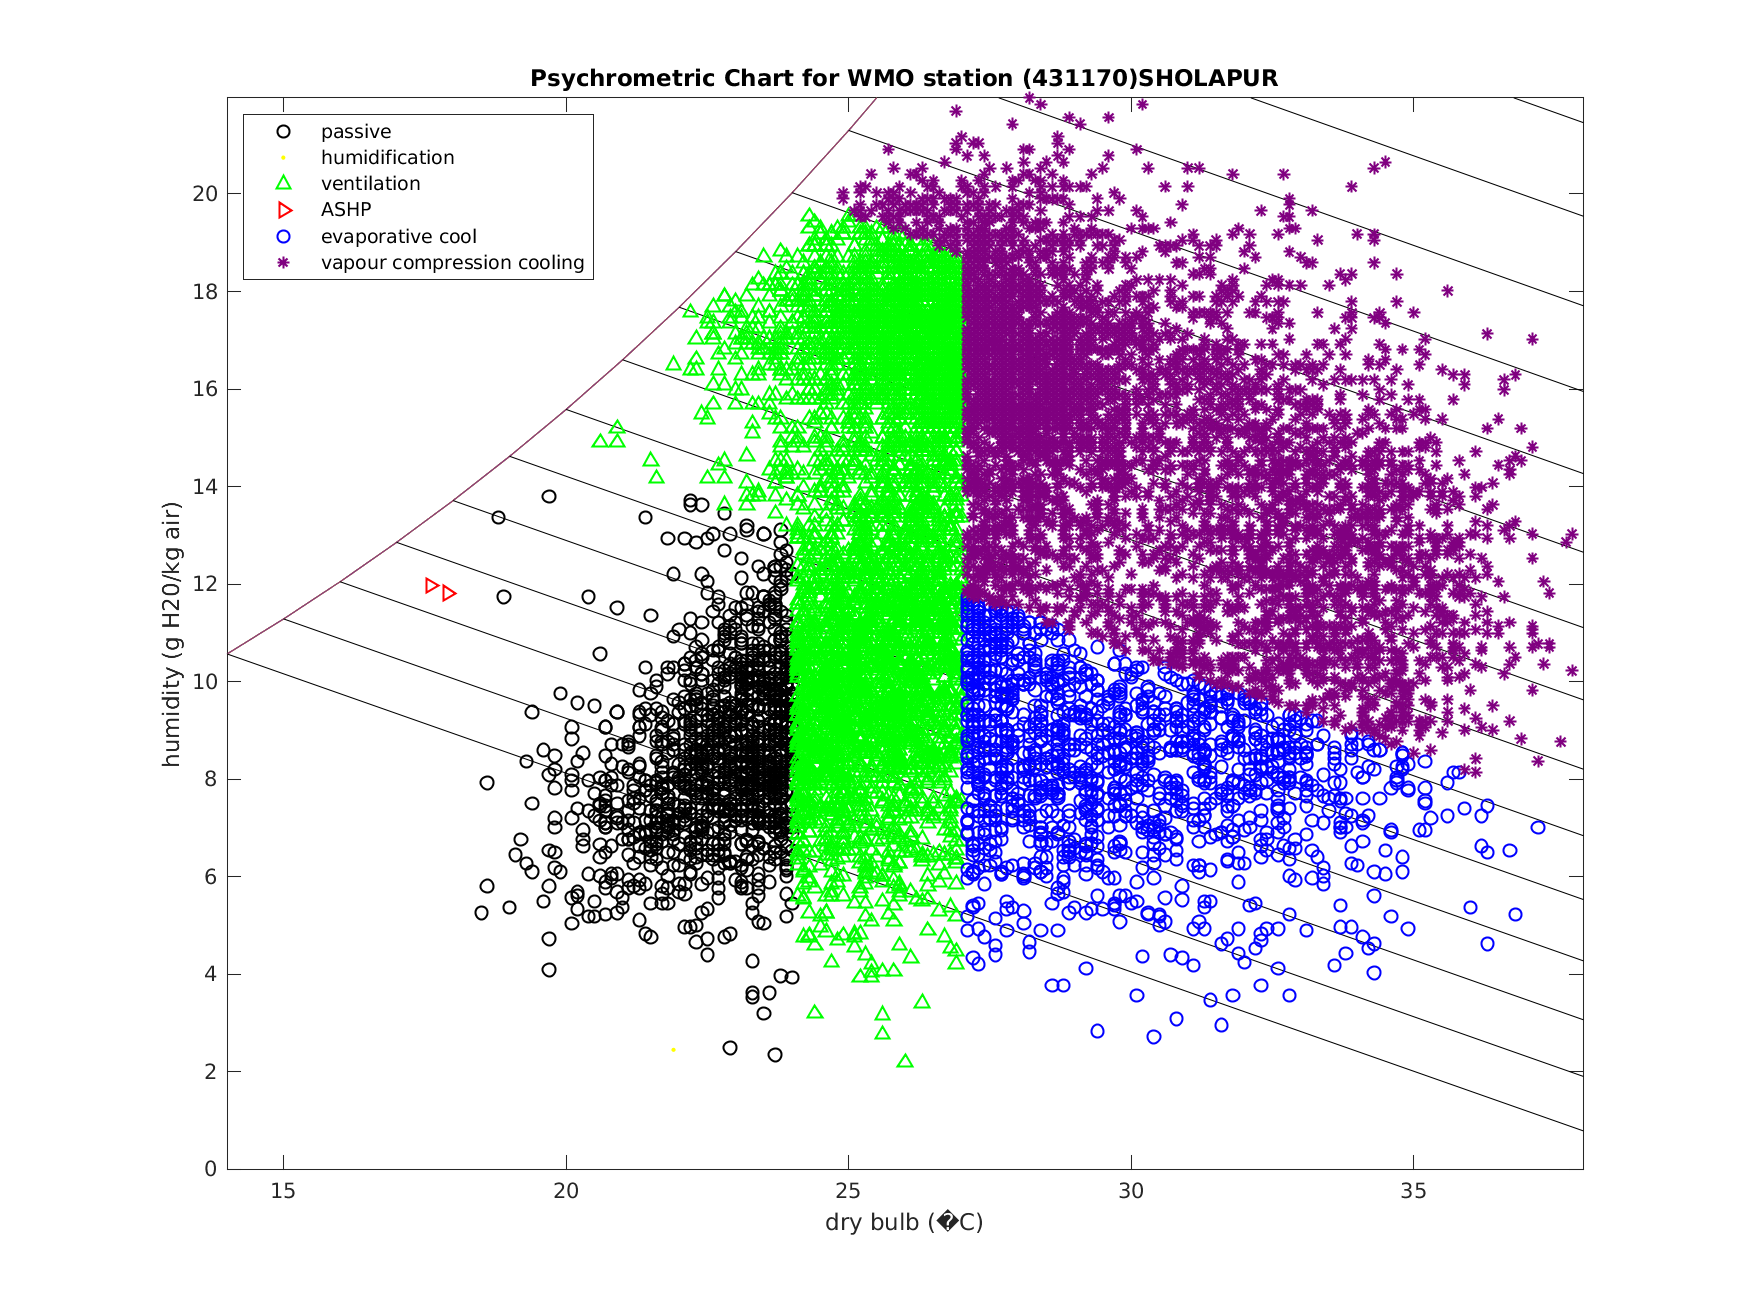 Psychrometric Chart for WMO station (431170)SHOLAPUR
passive
humidification
ventilation
ASHP
evaporative cool
vapour compression cooling
humidity (g H20/kg air)
20
18
16
14
12
10
8
6
4
2
0
15 20 25 30 35
dry bulb (�C)